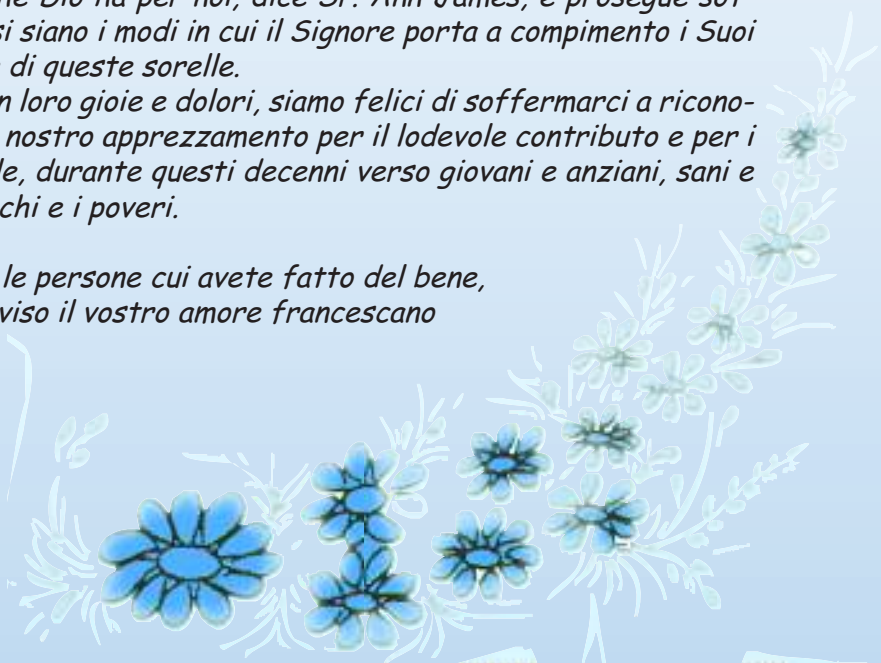 ne Dio ha per noi, dice Sr. Ann James, e prosegue sot-
si siano i modi in cui il Signore porta a compimento i Suoi
di queste sorelle.
n loro gioie e dolori, siamo felici di soffermarci a ricono-
nostro apprezzamento per il lodevole contributo e per i
le, durante questi decenni verso giovani e anziani, sani e
chi e i poveri.
le persone cui avete fatto del bene,
viso il vostro amore francescano